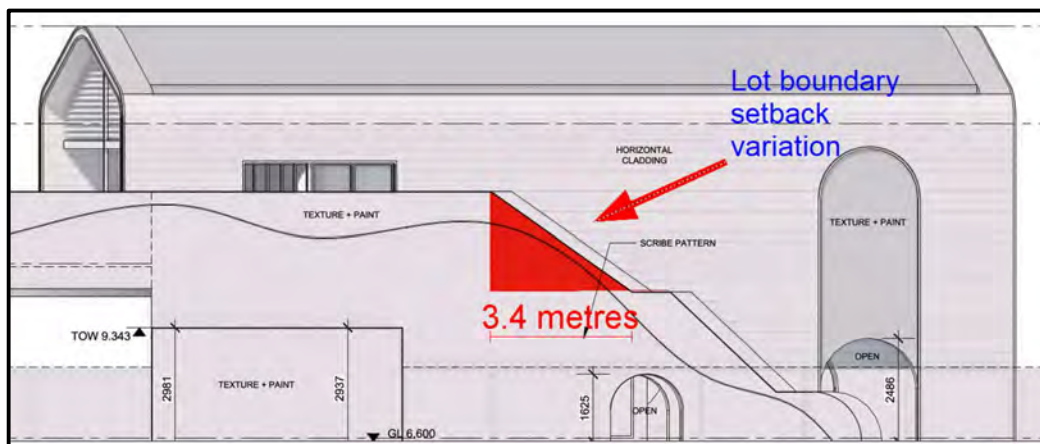 Lot boundary
setback
variation
HORIZONTAL
CLADDING
TEXTURE + PAINT
TEXTURE + PAINT
SCRIBE PATTERN
3.4 metres
TOW 9.343
OPEN
2981
2937
TEXTURE + PAINT
1625
OPEN
2486
GL 6,600